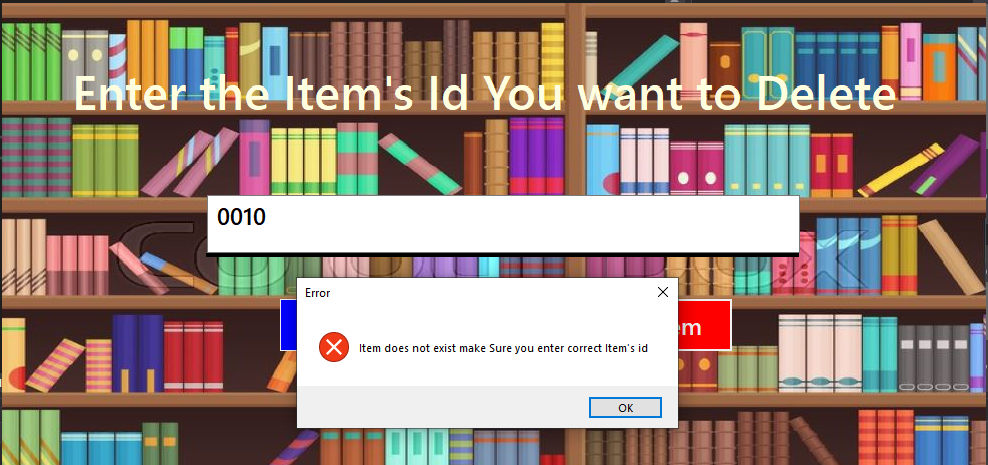 Enter the Item's Id You want to Delete
0010
Error
Item does not exist make Sure you enter correct Item's id
OK